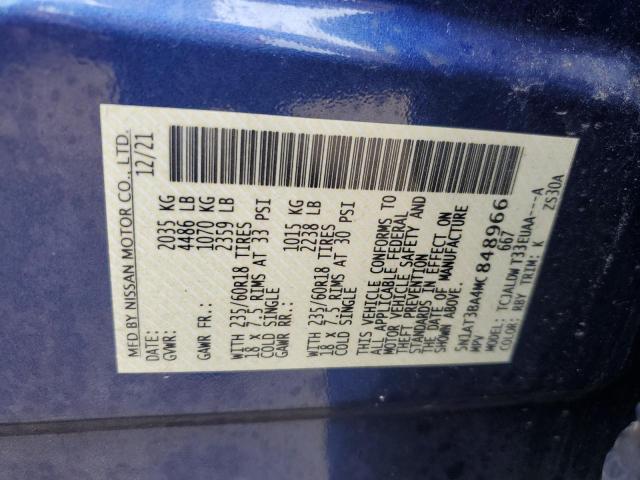 MFD BY NISSAN MOTOR CO., LTD.
DATE: 12/21
GVWR: 2035 KG
4486 LB
GAWR FR.: 1070 KG
2359 LB
WITH 235/60R18 TIRES
18 X 7.5 RIMS AT 33 PSI
COLD SINGLE
GAWR RR.: 1015 KG
2238 LB
WITH 235/60R18 TIRES
18 X 7.5 RIMS AT 30 PSI
COLD SINGLE
THIS VEHICLE CONFORMS TO
ALL APPLICABLE FEDERAL
MOTOR VEHICLE SAFETY AND
THEFT PREVENTION
STANDARDS IN EFFECT ON
THE DATE OF MANUFACTURE
SHOWN ABOVE.
5N1AT3BA4MC848966
MPV 667
MODEL: TCJALDW T33EUAA----A
COLOR: RBY TRIM: K ZS30A